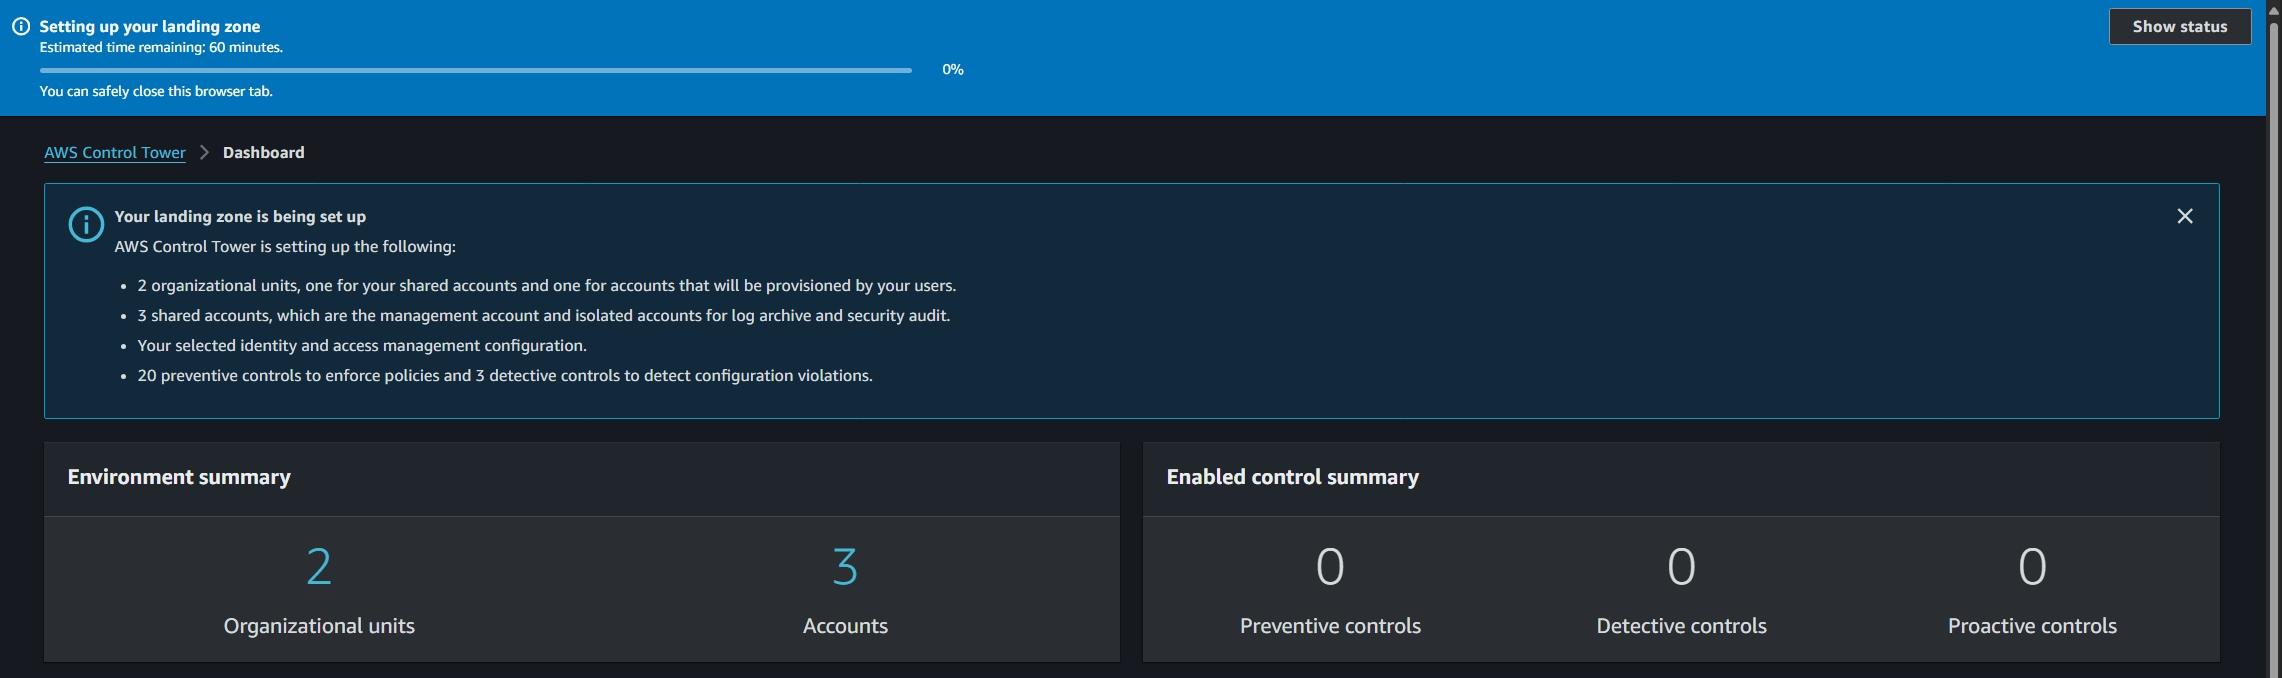 Setting up your landing zone
Show status
Estimated time remaining: 60 minutes.
0%
You can safely close this browser tab.
AWS Control Tower > Dashboard
Your landing zone is being set up
AWS Control Tower is setting up the following:
• 2 organizational units, one for your shared accounts and one for accounts that will be provisioned by your users.
• 3 shared accounts, which are the management account and isolated accounts for log archive and security audit.
• Your selected identity and access management configuration.
• 20 preventive controls to enforce policies and 3 detective controls to detect configuration violations.
Environment summary
2
Organizational units
3
Accounts
Enabled control summary
0
Preventive controls
0
Detective controls
0
Proactive controls